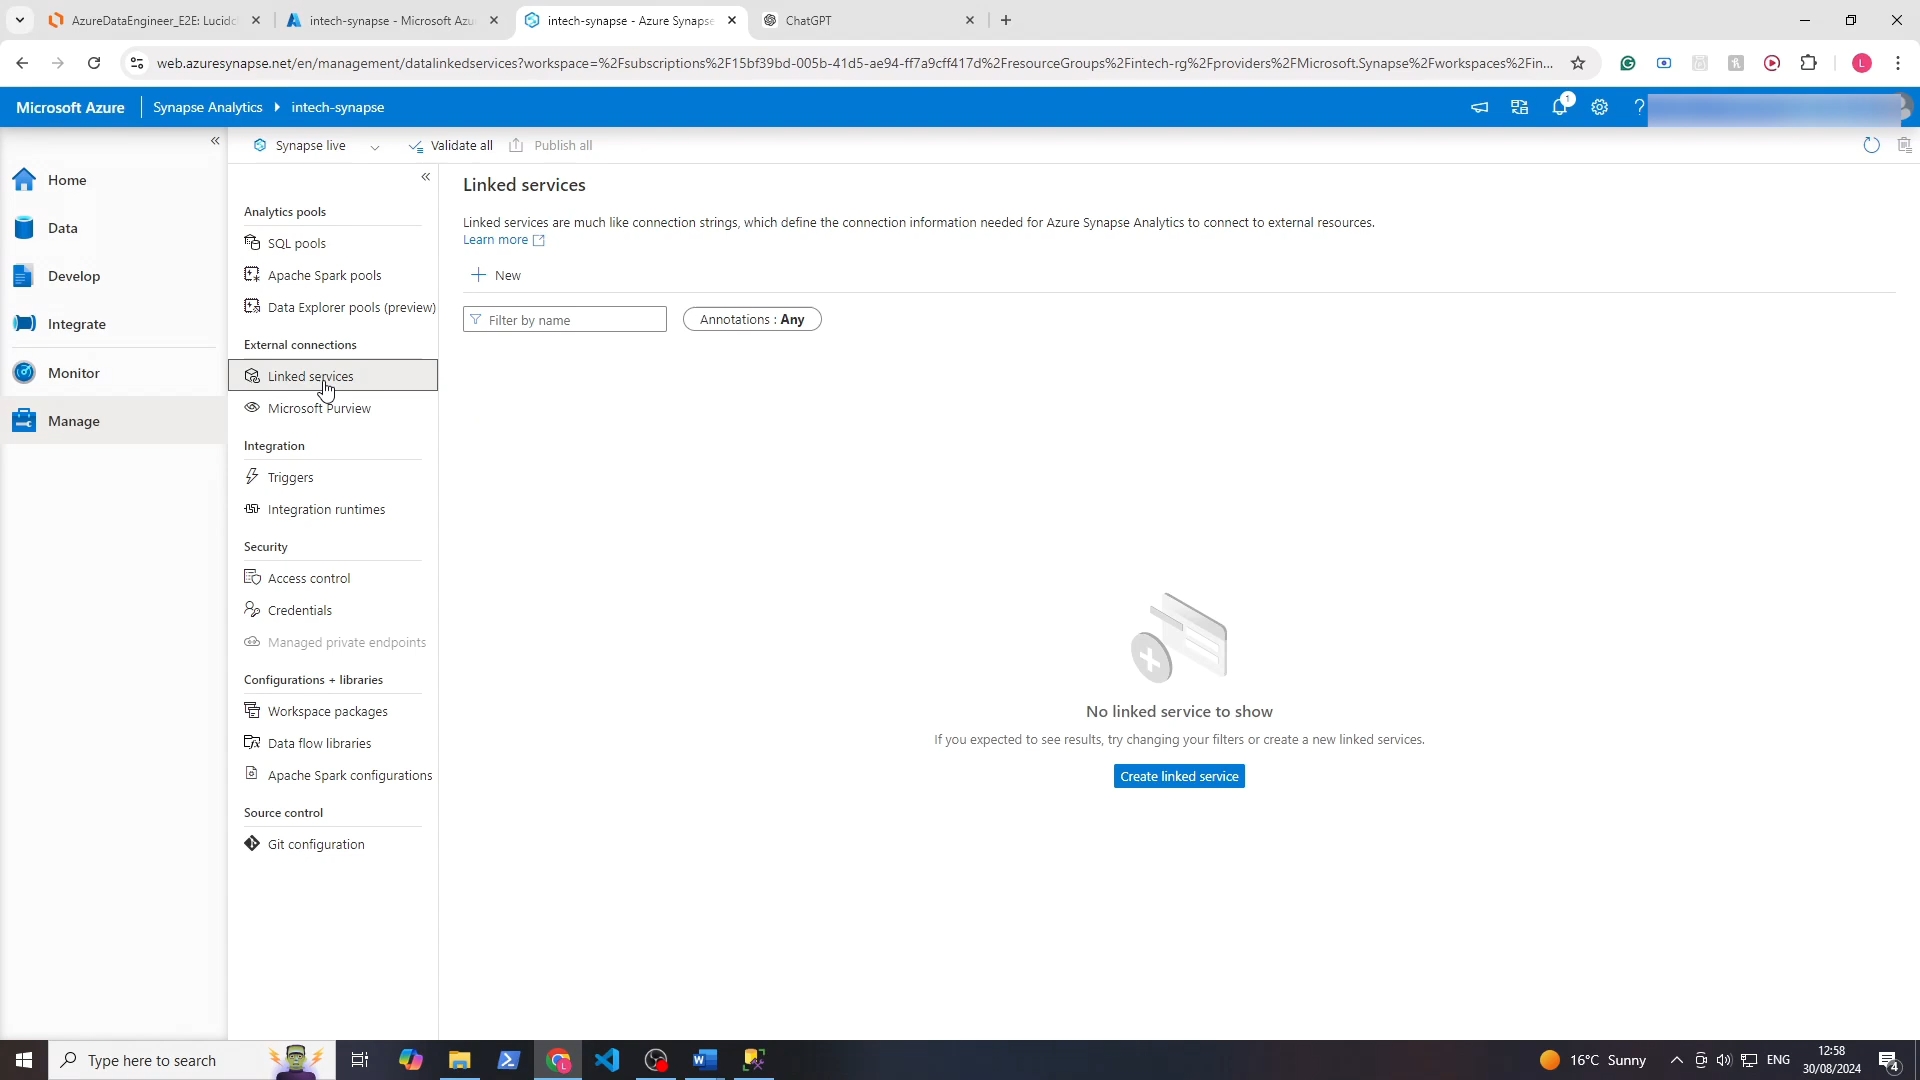 AzureDataEngineer_E2E: Lucidc
intech-synapse - Microsoft Azu
intech-synapse - Azure Synapse
ChatGPT
web.azuresynapse.net/en/management/datalinkedservices?workspace=%2Fsubscriptions%2F15bf39bd-005b-41d5-ae94-ff7a9cff417d%2FresourceGroups%2Fintech-rg%2Fproviders%2FMicrosoft.Synapse%2Fworkspaces%2Fin...
L
Microsoft Azure
Synapse Analytics
intech-synapse
1
?
Synapse live
Validate all
Publish all
Home
Data
Develop
Integrate
Monitor
Manage
Analytics pools
SQL pools
Apache Spark pools
Data Explorer pools (preview)
External connections
Linked services
Microsoft Purview
Integration
Triggers
Integration runtimes
Security
Access control
Credentials
Managed private endpoints
Configurations + libraries
Workspace packages
Data flow libraries
Apache Spark configurations
Source control
Git configuration
Linked services
Linked services are much like connection strings, which define the connection information needed for Azure Synapse Analytics to connect to external resources.
Learn more
New
Filter by name
Annotations : Any
No linked service to show
If you expected to see results, try changing your filters or create a new linked services.
Create linked service
Type here to search
16°C Sunny
ENG
12:58
30/08/2024
4